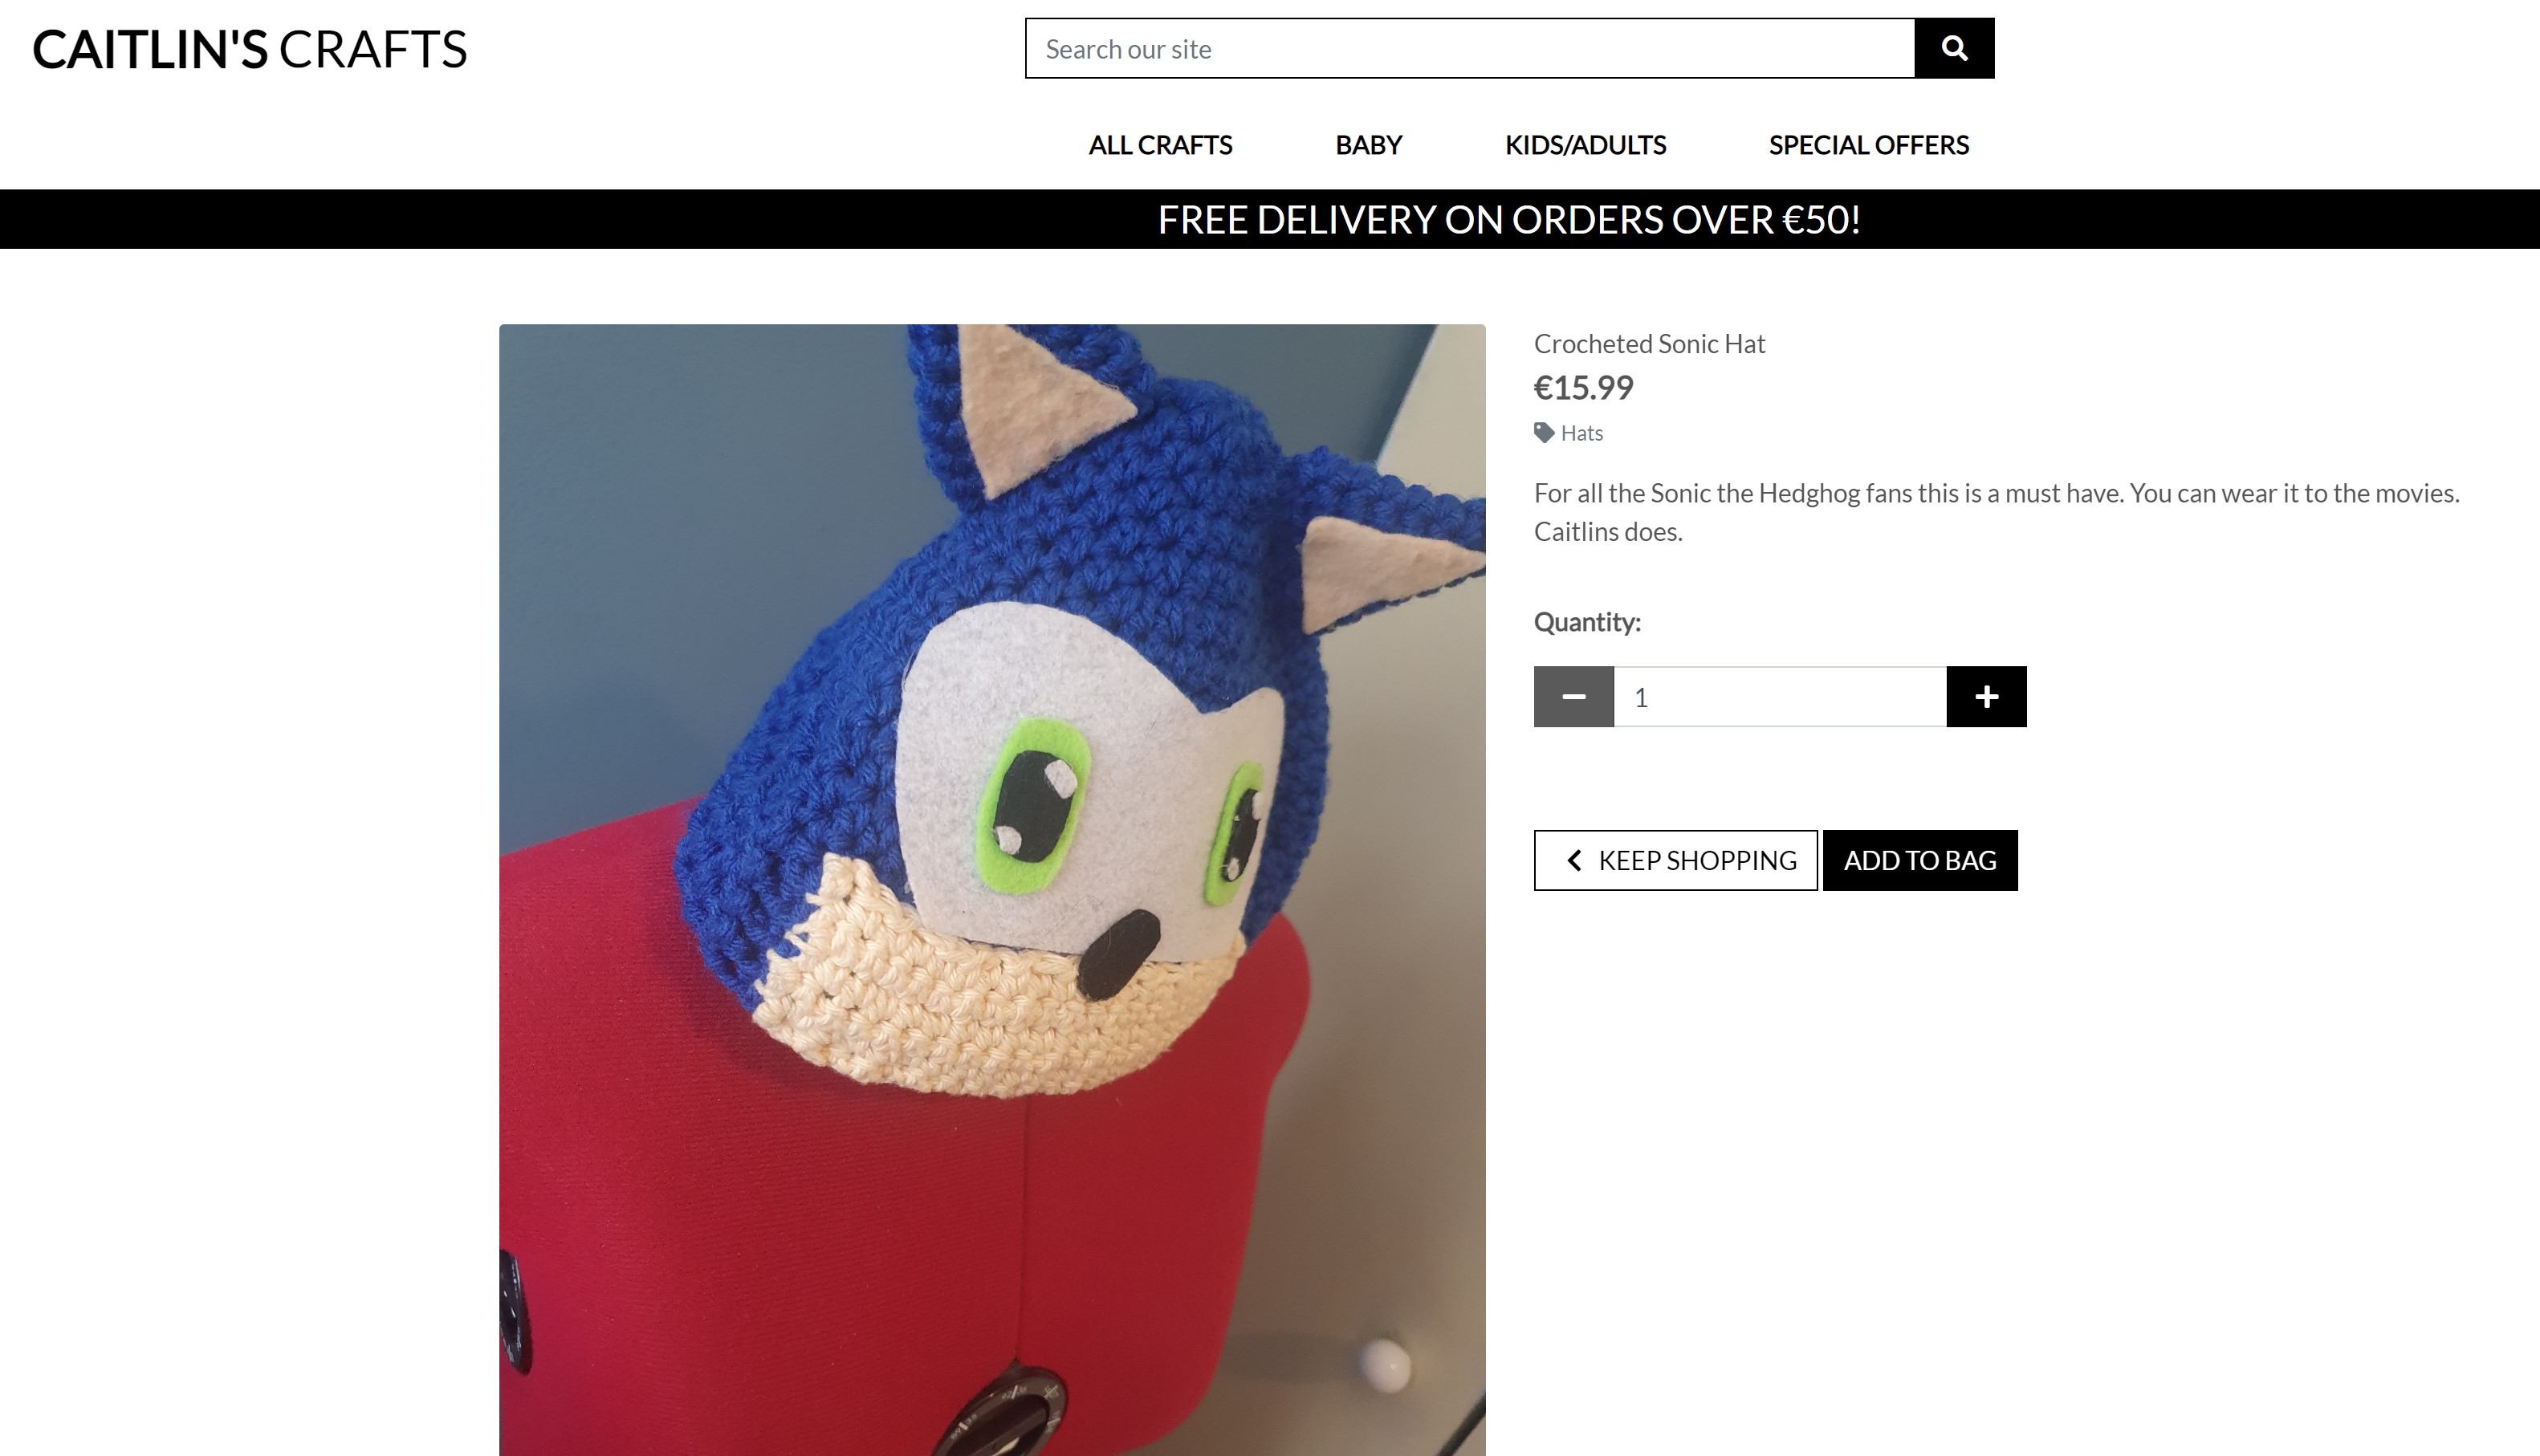 CAITLIN'S CRAFTS
Search our site
ALL CRAFTS BABY KIDS/ADULTS SPECIAL OFFERS
FREE DELIVERY ON ORDERS OVER €50!
Crocheted Sonic Hat
€15.99
Hats
For all the Sonic the Hedghog fans this is a must have. You can wear it to the movies.
Caitlins does.
Quantity:
1
KEEP SHOPPING ADD TO BAG